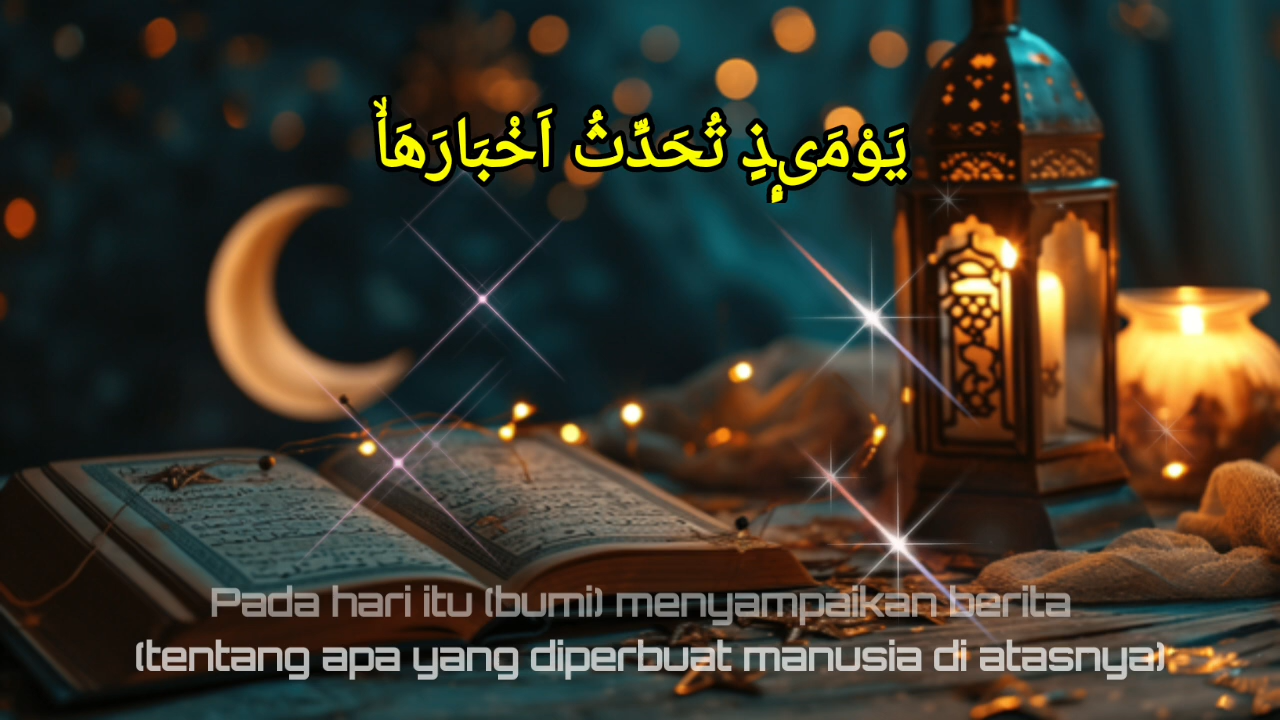 يَوْمَىِٕذٍ تُحَدِّثُ اَخْبَارَهَاۙ
Pada hari itu (bumi) menyampaikan berita
(tentang apa yang diperbuat manusia di atasnya)